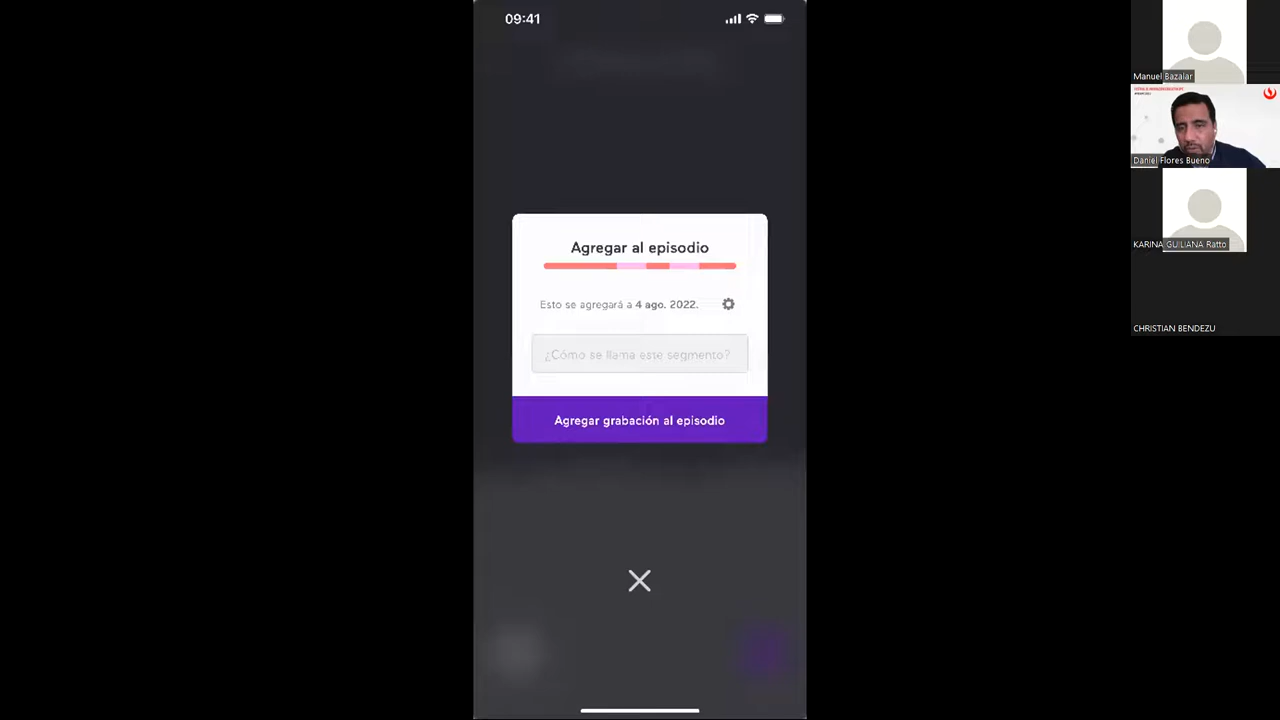 09:41
Agregar al episodio
Esto se agregará a 4 ago. 2022.
¿Cómo se llama este segmento?
Agregar grabación al episodio
Manuel Bazalar
Daniel Flores Bueno
KARINA GUILIANA Ratto
CHRISTIAN BENDEZU